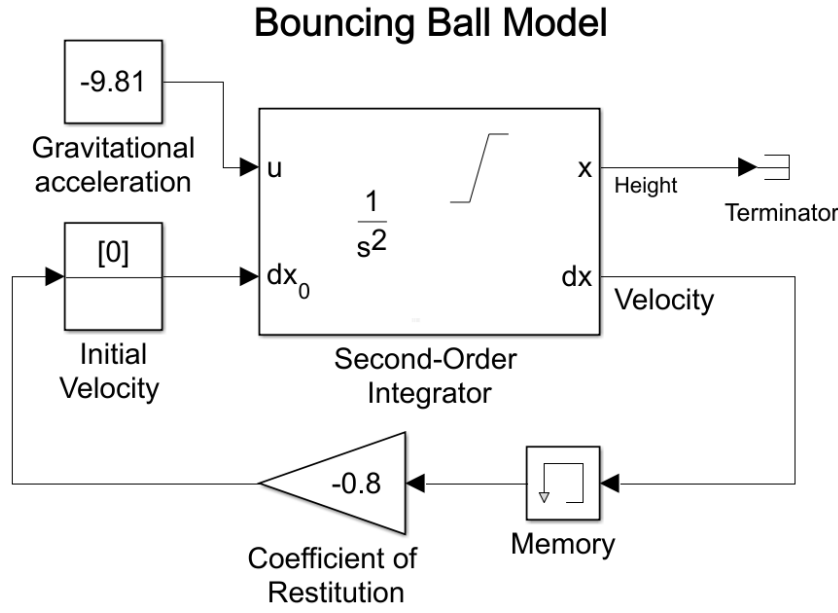 Bouncing Ball Model
-9.81
Gravitational
acceleration
u
x
Height
Terminator
1
s2
[0]
dx0
dx
Velocity
Initial
Velocity
Second-Order
Integrator
-0.8
Coefficient of
Restitution
Memory